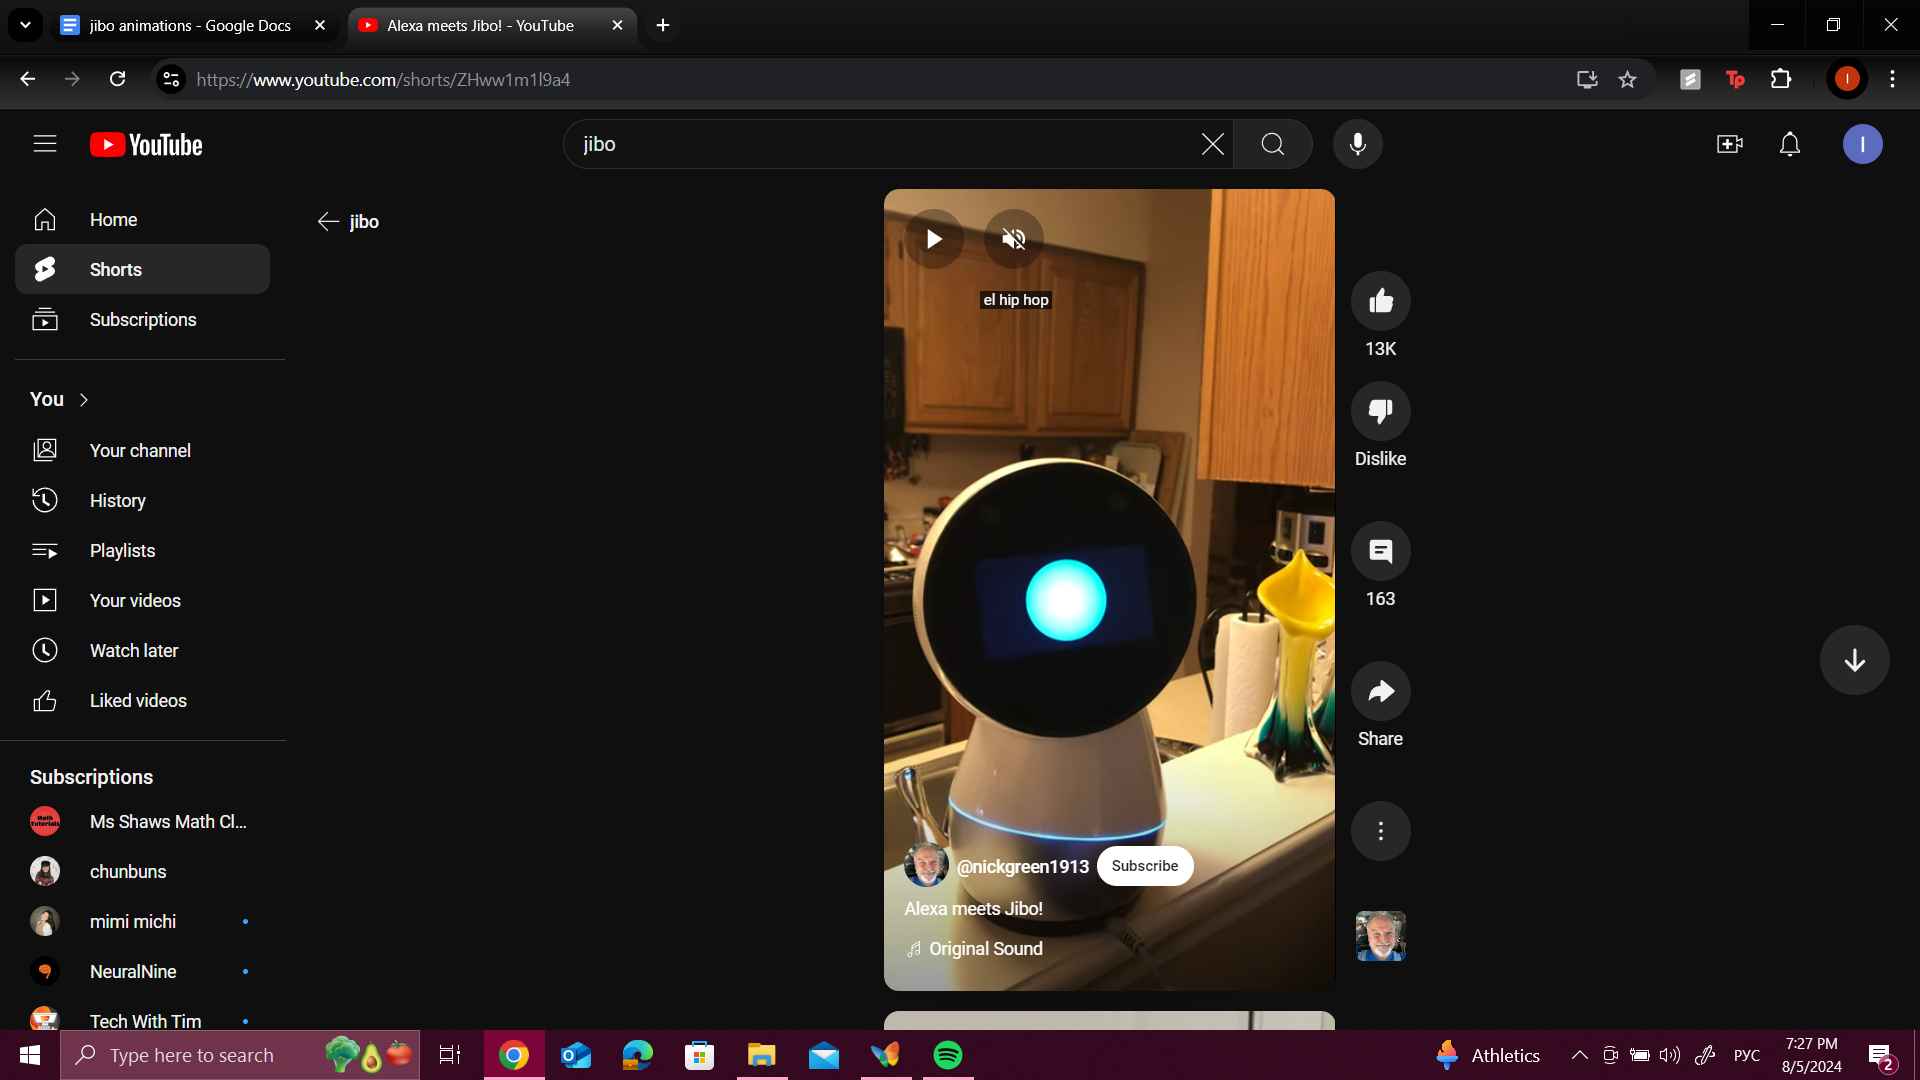 jibo animations - Google Docs
Alexa meets Jibo! - YouTube
https://www.youtube.com/shorts/ZHww1m1l9a4
Tp
I
YouTube
jibo
I
Home
Shorts
Subscriptions
You
Your channel
History
Playlists
Your videos
Watch later
Liked videos
Subscriptions
Math Tutorials
Ms Shaws Math Cl...
chunbuns
mimi michi
NeuralNine
Tech With Tim
jibo
el hip hop
@nickgreen1913
Subscribe
Alexa meets Jibo!
Original Sound
13K
Dislike
163
Share
Type here to search
Athletics
РУС
7:27 PM
8/5/2024
2